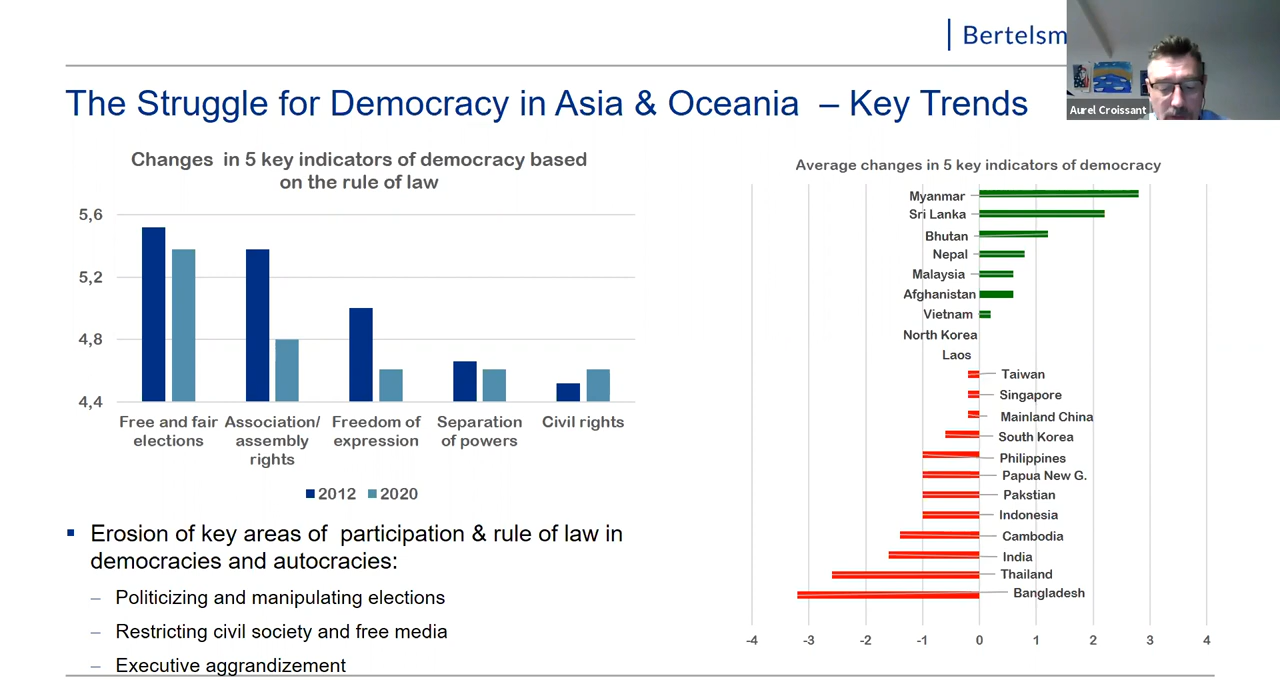 | Bertelsm
Aurel Croissant
The Struggle for Democracy in Asia & Oceania – Key Trends
Changes in 5 key indicators of democracy based
on the rule of law
5,6
5,2
4,8
4,4
Free and fair
elections
Association/
assembly
rights
Freedom of
expression
Separation
of powers
Civil rights
2012 2020
Erosion of key areas of participation & rule of law in
democracies and autocracies:
– Politicizing and manipulating elections
– Restricting civil society and free media
– Executive aggrandizement
Average changes in 5 key indicators of democracy
Myanmar
Sri Lanka
Bhutan
Nepal
Malaysia
Afghanistan
Vietnam
North Korea
Laos
Taiwan
Singapore
Mainland China
South Korea
Philippines
Papua New G.
Pakstian
Indonesia
Cambodia
India
Thailand
Bangladesh
-4 -3 -2 -1 0 1 2 3 4